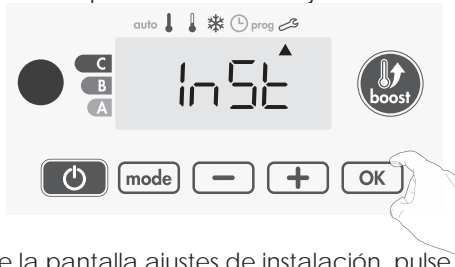 auto prog
C
B
A
InSt
boost
mode − + OK
e la pantalla ajustes de instalación, pulse